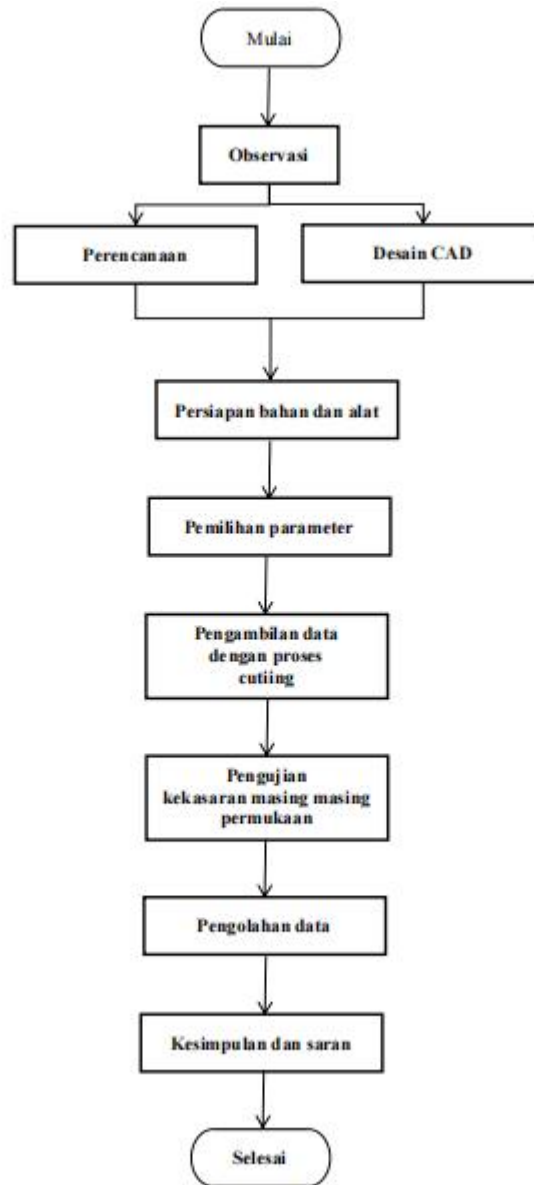 Mulai
Observasi
Perencanaan
Desain CAD
Persiapan bahan dan alat
Pemilihan parameter
Pengambilan data
dengan proses
cutiing
Pengujian
kekasaran masing masing
permukaan
Pengolahan data
Kesimpulan dan saran
Selesai